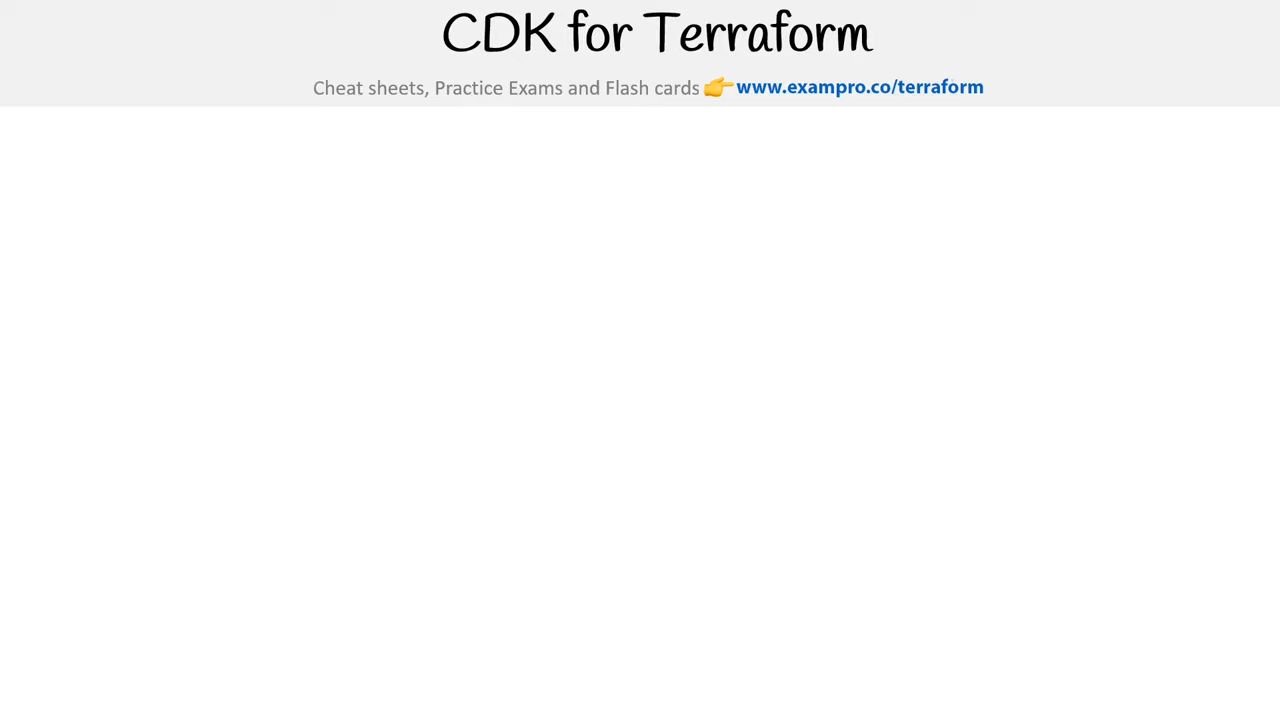 CDK for Terraform
Cheat sheets, Practice Exams and Flash cards 👉 www.exampro.co/terraform